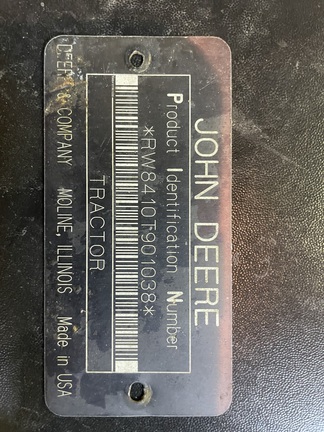 JOHN DEERE
Product Identification Number
*RW8410T901038*
TRACTOR
DEERE & COMPANY MOLINE, ILLINOIS Made in USA